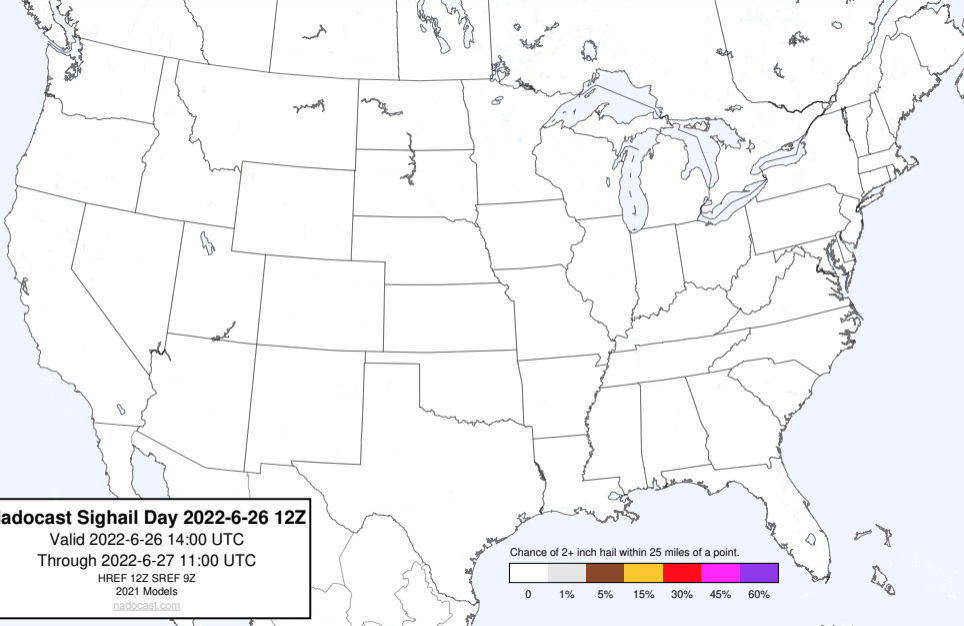 adocast Sighail Day 2022-6-26 12Z
Valid 2022-6-26 14:00 UTC
Through 2022-6-27 11:00 UTC
HREF 12Z SREF 9Z
2021 Models
nadocast.com
Chance of 2+ inch hail within 25 miles of a point.
0 1% 5% 15% 30% 45% 60%